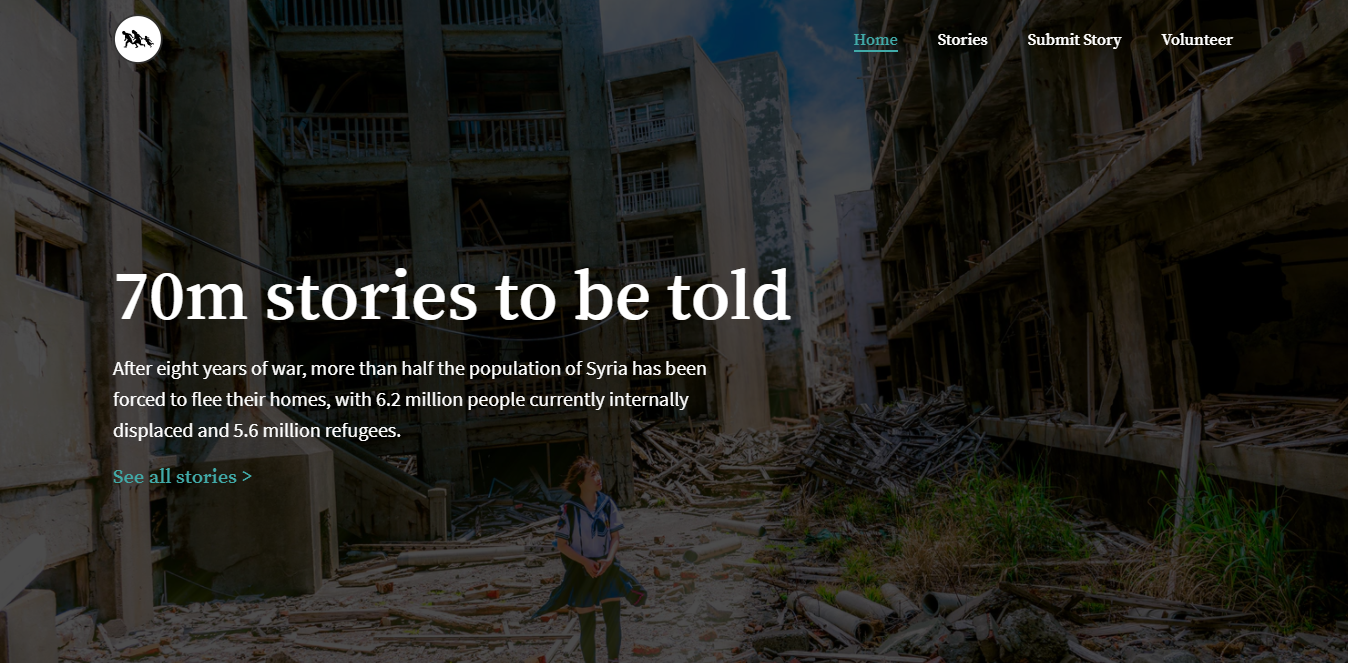 Home Stories Submit Story Volunteer
70m stories to be told
After eight years of war, more than half the population of Syria has been
forced to flee their homes, with 6.2 million people currently internally
displaced and 5.6 million refugees.
See all stories >